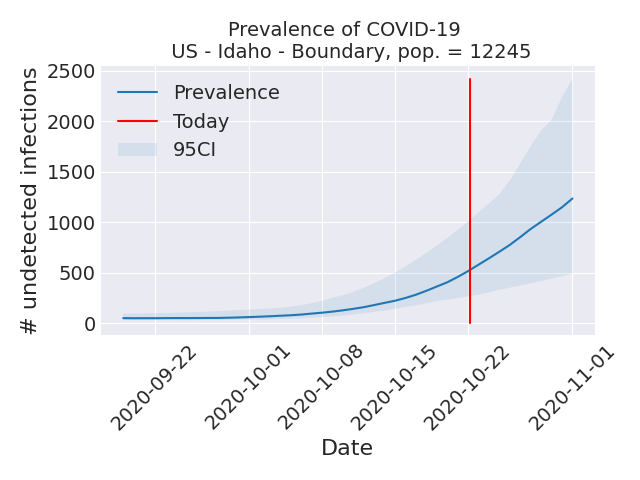 Prevalence of COVID-19
US - Idaho - Boundary, pop. = 12245
2500
2000
1500
1000
500
0
# undetected infections
Prevalence
Today
95CI
2020-09-22
2020-10-01
2020-10-08
2020-10-15
2020-10-22
2020-11-01
Date